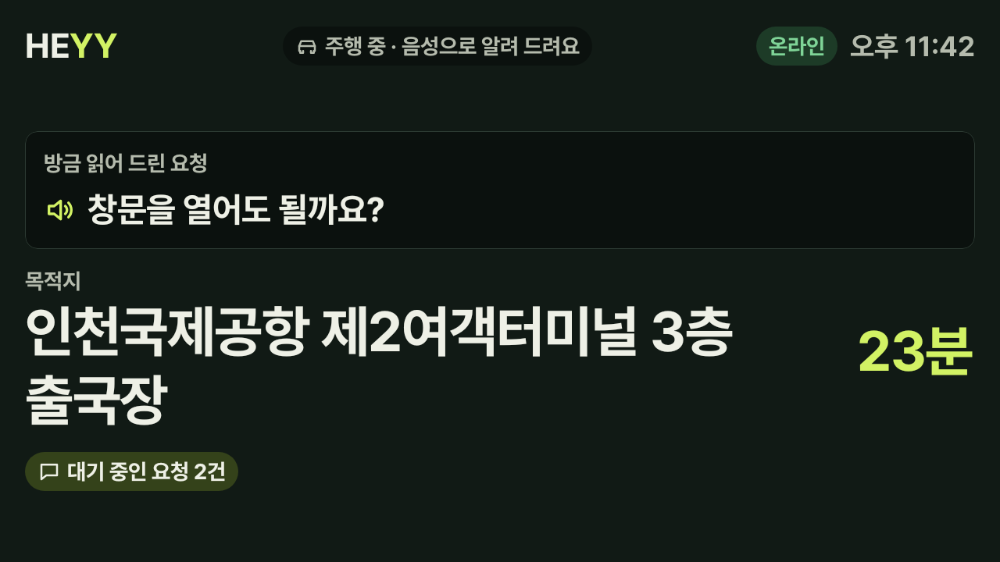 HEYY
주행 중 · 음성으로 알려 드려요
온라인
오후 11:42
방금 읽어 드린 요청
창문을 열어도 될까요?
목적지
인천국제공항 제2여객터미널 3층
출국장
23분
대기 중인 요청 2건